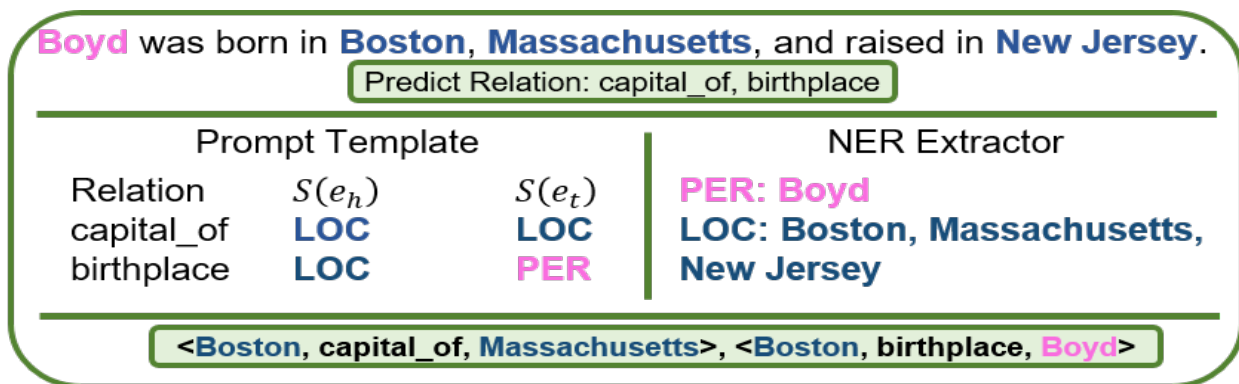 Boyd was born in Boston, Massachusetts, and raised in New Jersey.
Predict Relation: capital_of, birthplace
Prompt Template
Relation S(e_h) S(e_t)
capital_of LOC LOC
birthplace LOC PER
NER Extractor
PER: Boyd
LOC: Boston, Massachusetts,
New Jersey
<Boston, capital_of, Massachusetts>, <Boston, birthplace, Boyd>